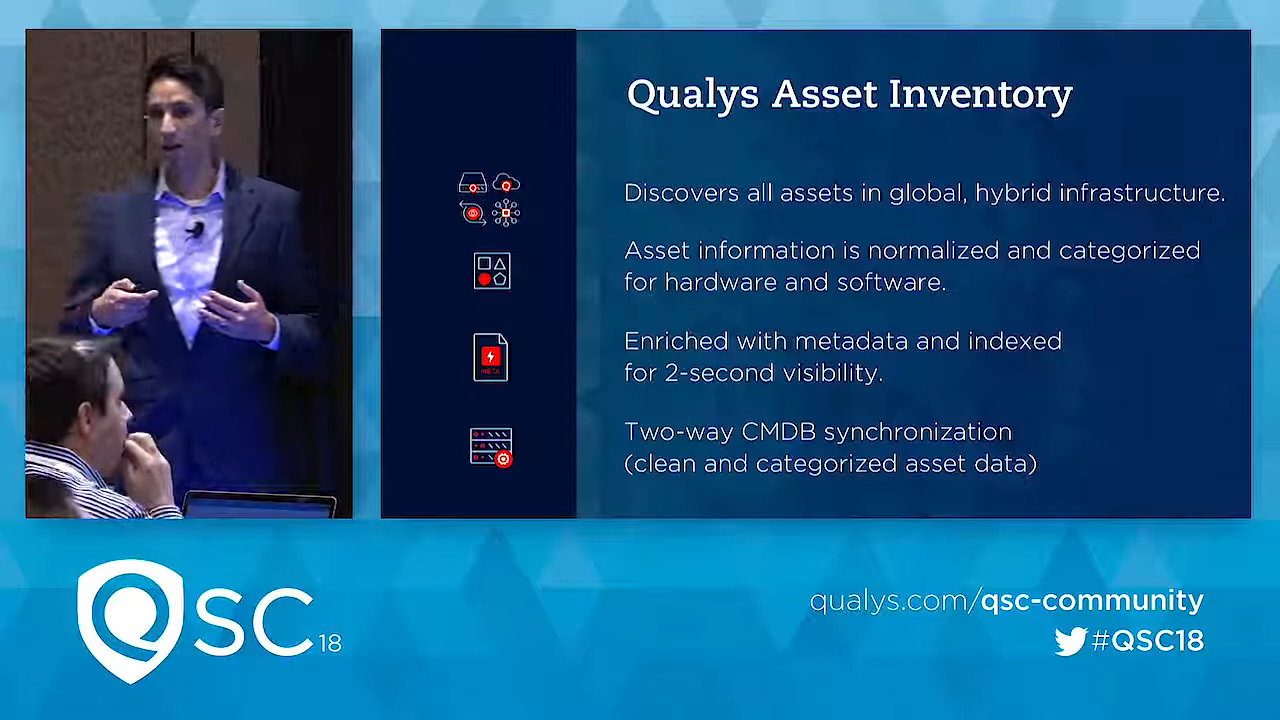 Qualys Asset Inventory
Discovers all assets in global, hybrid infrastructure.
Asset information is normalized and categorized
for hardware and software.
META
Enriched with metadata and indexed
for 2-second visibility.
Two-way CMDB synchronization
(clean and categorized asset data)
QSC18
qualys.com/qsc-community
#QSC18